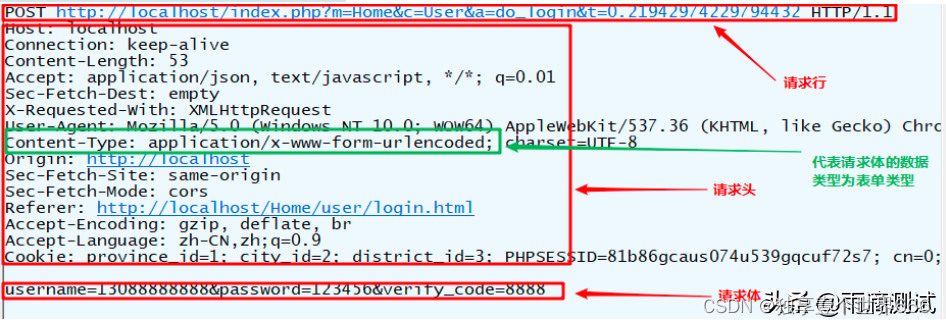 POST http://localhost/index.php?m=Home&c=User&a=do_login&t=0.219429/4229/94432 HTTP/1.1
Host: localhost
Connection: keep-alive
Content-Length: 53
Accept: application/json, text/javascript, */*; q=0.01
请求行
Sec-Fetch-Dest: empty
X-Requested-With: XMLHttpRequest
User-Agent: Mozilla/5.0 (Windows NT 10.0; WOW64) AppleWebKit/537.36 (KHTML, like Gecko) Chro
Content-Type: application/x-www-form-urlencoded; charset=UTF-8
Origin: http://localhost
代表请求体的数据
类型为表单类型
Sec-Fetch-Site: same-origin
Sec-Fetch-Mode: cors
请求头
Referer: http://localhost/Home/user/login.html
Accept-Encoding: gzip, deflate, br
Accept-Language: zh-CN,zh;q=0.9
Cookie: province_id=1; city_id=2; district_id=3; PHPSESSID=81b86gcaus074u539gqcuf72s7; cn=0;
username=13088888888&password=123456&verify_code=8888
请求体
头条 @雨滴测试